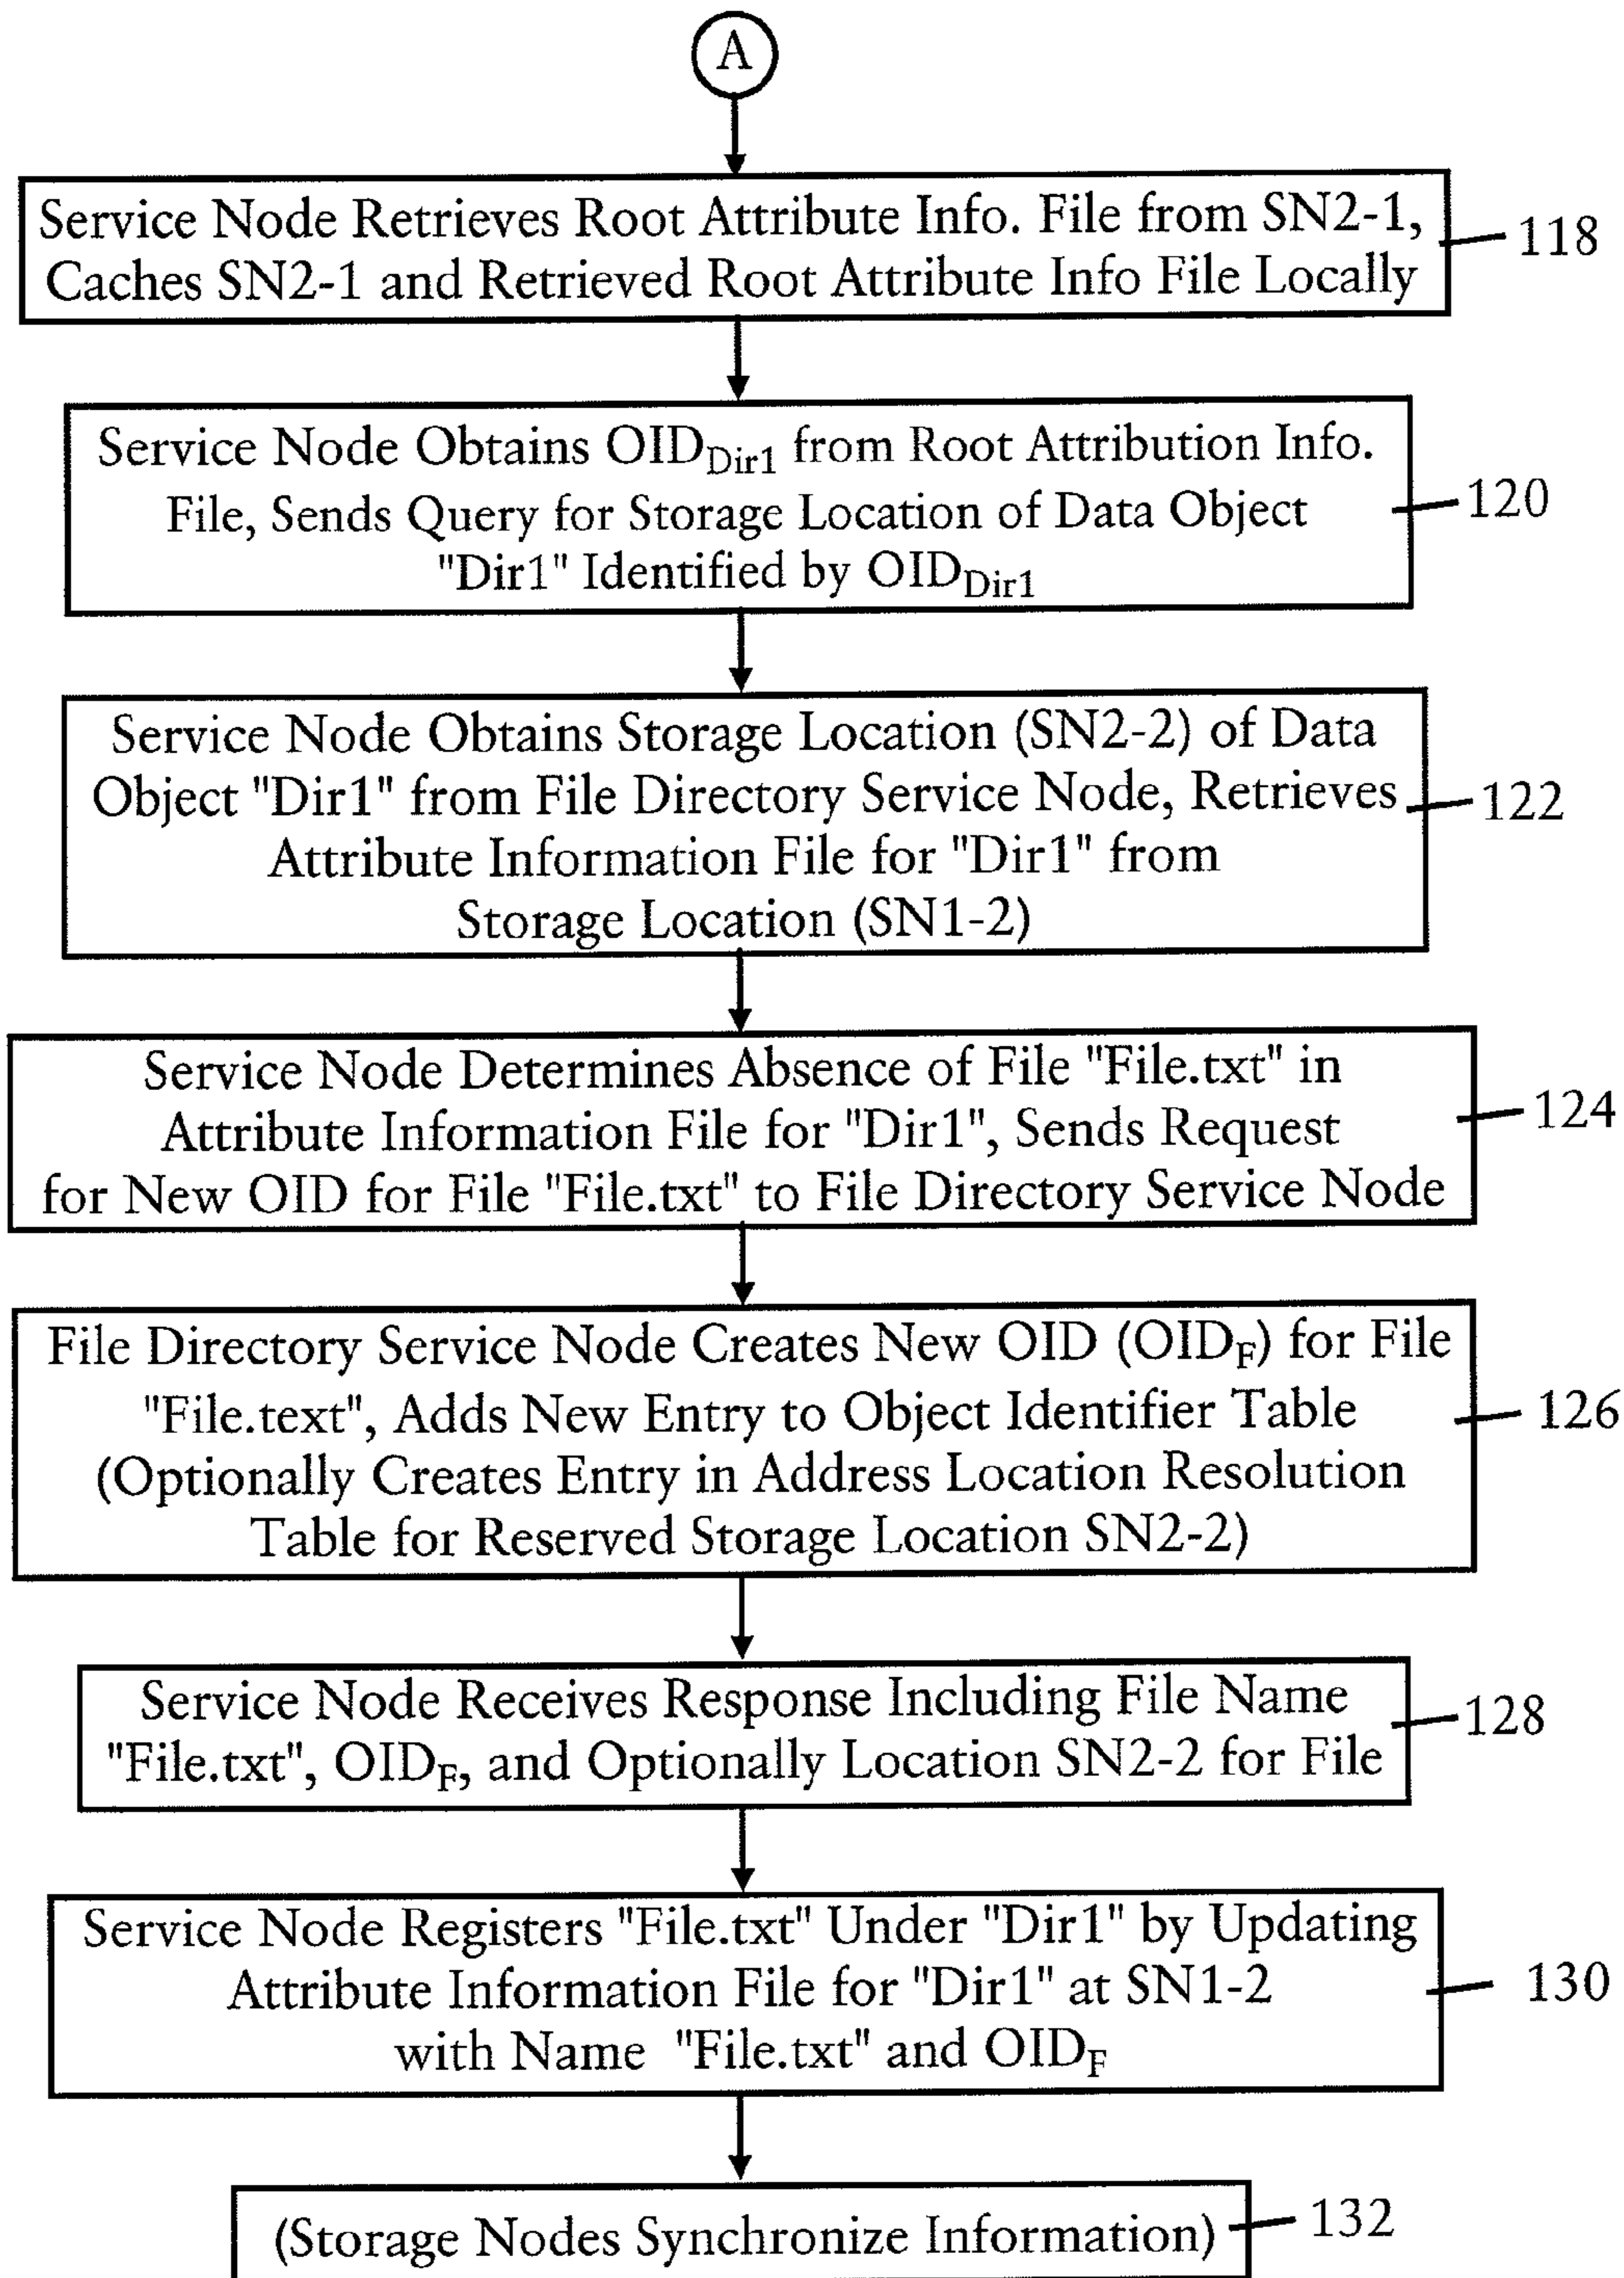 A
Service Node Retrieves Root Attribute Info. File from SN2-1,
Caches SN2-1 and Retrieved Root Attribute Info File Locally
118
Service Node Obtains OID_Dir1 from Root Attribution Info.
File, Sends Query for Storage Location of Data Object
"Dir1" Identified by OID_Dir1
120
Service Node Obtains Storage Location (SN2-2) of Data
Object "Dir1" from File Directory Service Node, Retrieves
Attribute Information File for "Dir1" from
Storage Location (SN1-2)
122
Service Node Determines Absence of File "File.txt" in
Attribute Information File for "Dir1", Sends Request
for New OID for File "File.txt" to File Directory Service Node
124
File Directory Service Node Creates New OID (OID_F) for File
"File.text", Adds New Entry to Object Identifier Table
(Optionally Creates Entry in Address Location Resolution
Table for Reserved Storage Location SN2-2)
126
Service Node Receives Response Including File Name
"File.txt", OID_F, and Optionally Location SN2-2 for File
128
Service Node Registers "File.txt" Under "Dir1" by Updating
Attribute Information File for "Dir1" at SN1-2
with Name "File.txt" and OID_F
130
(Storage Nodes Synchronize Information)
132